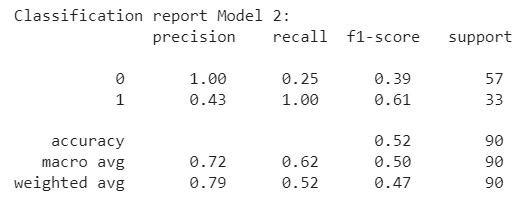 Classification report Model 2:
precision recall f1-score support
0 1.00 0.25 0.39 57
1 0.43 1.00 0.61 33
accuracy 0.52 90
macro avg 0.72 0.62 0.50 90
weighted avg 0.79 0.52 0.47 90